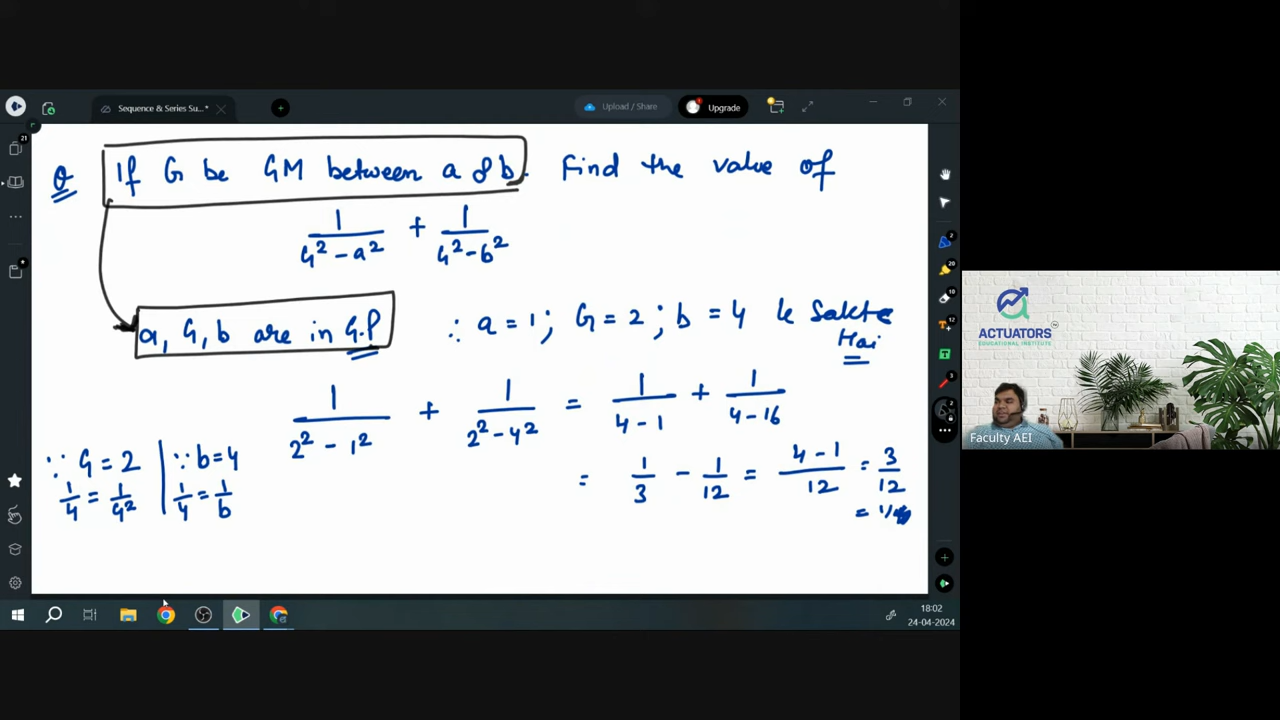 Sequence & Series Su...*
Upload / Share
Upgrade
Q If G be GM between a & b. Find the value of
1/(G² - a²) + 1/(G² - b²)
a, G, b are in G.P ∴ a = 1; G = 2; b = 4 le Sakte
Hai
1/(2² - 1²) + 1/(2² - 4²) = 1/(4 - 1) + 1/(4 - 16)
∵ G = 2 | ∵ b = 4
1/4 = 1/G² | 1/4 = 1/b
= 1/3 - 1/12 = (4 - 1)/12 = 3/12
= 1/4
ACTUATORS
EDUCATIONAL INSTITUTE
Faculty AEI
18:02
24-04-2024